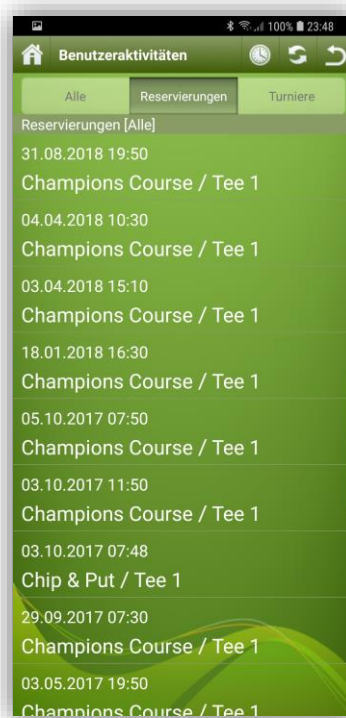 100% 23:48
Benutzeraktivitäten
Alle Reservierungen Turniere
Reservierungen [Alle]
31.08.2018 19:50
Champions Course / Tee 1
04.04.2018 10:30
Champions Course / Tee 1
03.04.2018 15:10
Champions Course / Tee 1
18.01.2018 16:30
Champions Course / Tee 1
05.10.2017 07:50
Champions Course / Tee 1
03.10.2017 11:50
Champions Course / Tee 1
03.10.2017 07:48
Chip & Put / Tee 1
29.09.2017 07:30
Champions Course / Tee 1
03.05.2017 19:50
Champions Course / Tee 1